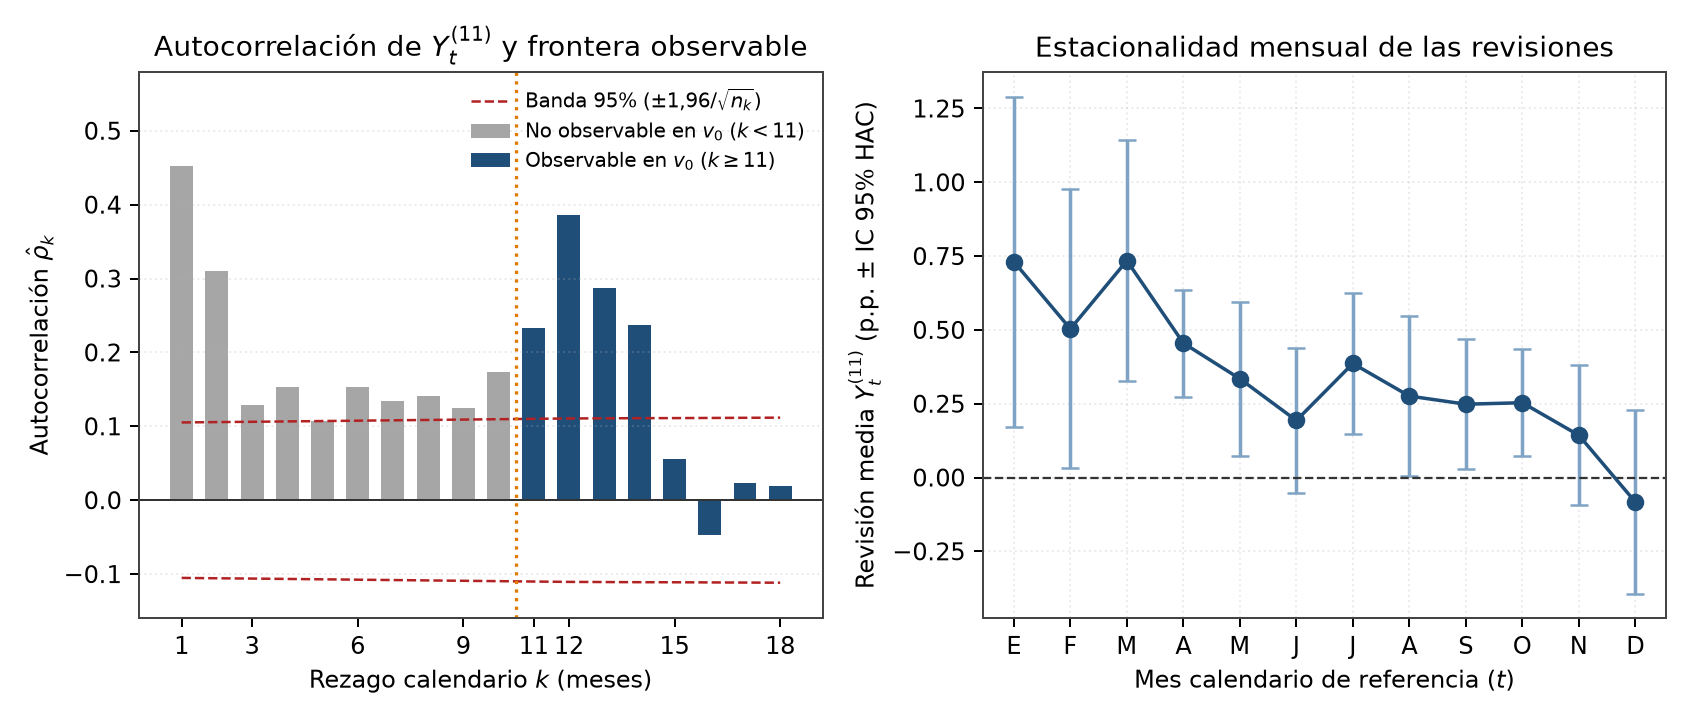 Autocorrelación de Y_t^(11) y frontera observable
Autocorrelación ρ̂_k
0.5
0.4
0.3
0.2
0.1
0.0
−0.1
Banda 95% (±1,96/√n_k)
No observable en v_0 (k < 11)
Observable en v_0 (k ≥ 11)
1 3 6 9 11 12 15 18
Rezago calendario k (meses)
Estacionalidad mensual de las revisiones
Revisión media Y_t^(11) (p.p. ± IC 95% HAC)
1.25
1.00
0.75
0.50
0.25
0.00
−0.25
E F M A M J J A S O N D
Mes calendario de referencia (t)